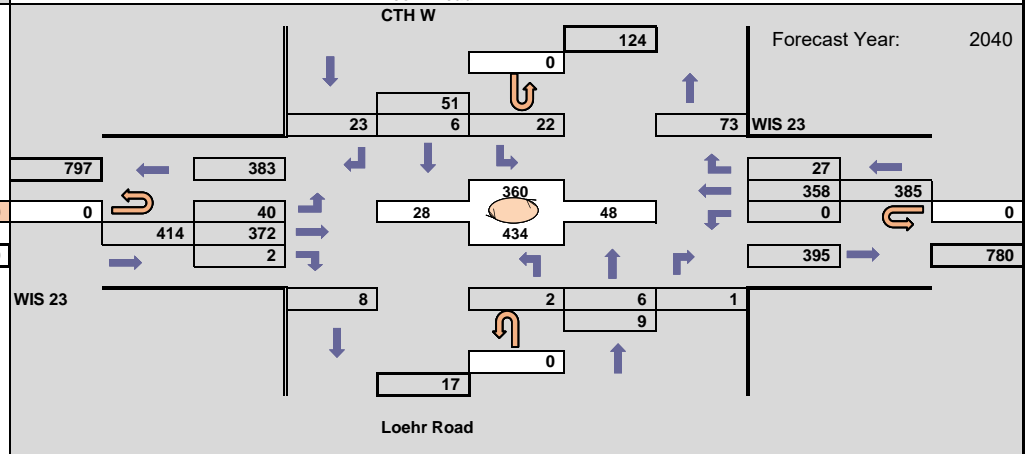 CTH W
124
Forecast Year: 2040
0
51
23 6 22 73 WIS 23
797 383 27
360 358 385
0 40 28 48 0 0
414 372 434
2 395 780
WIS 23 8 2 6 1
9
0
17
Loehr Road